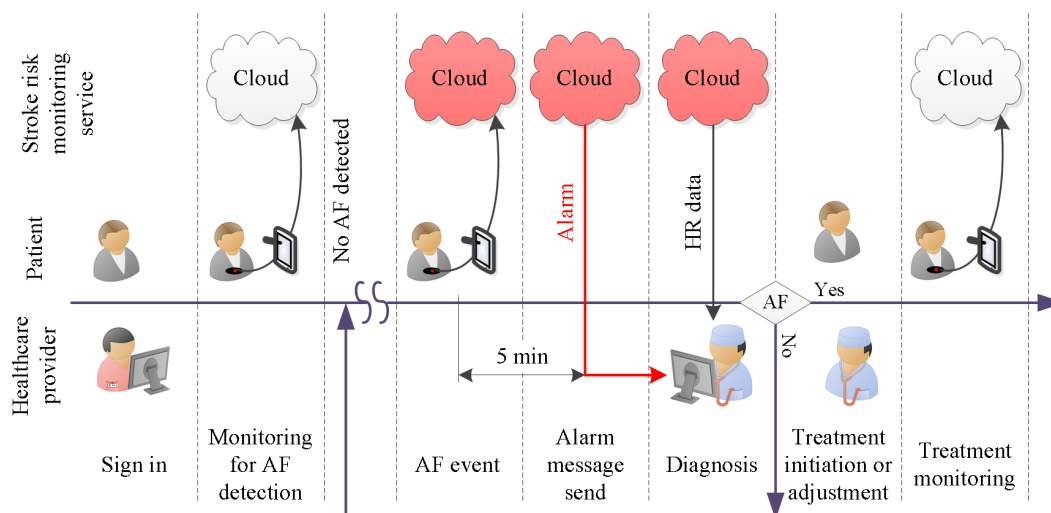 Stroke risk
monitoring
service
Cloud
Cloud
Cloud
Cloud
Cloud
No AF detected
Alarm
HR data
Patient
AF
Yes
No
Healthcare
provider
5 min
Sign in
Monitoring
for AF
detection
AF event
Alarm
message
send
Diagnosis
Treatment
initiation or
adjustment
Treatment
monitoring